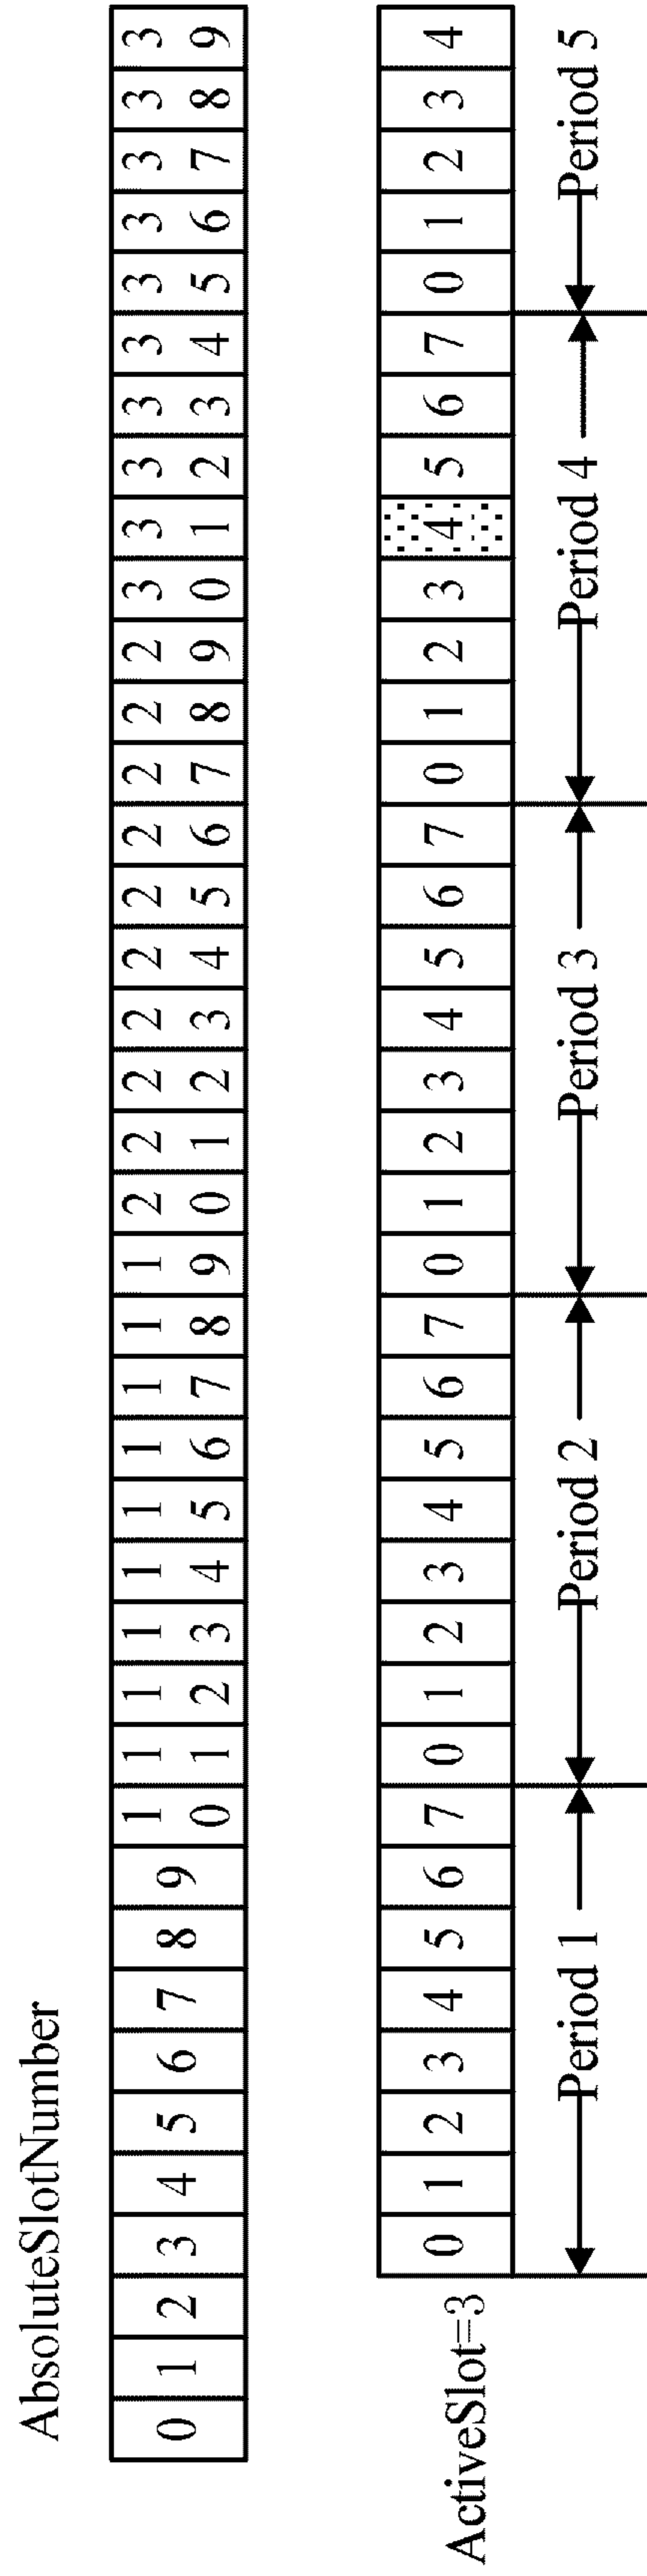 AbsoluteSlotNumber
0 1 2 3 4 5 6 7 8 9 10 11 12 13 14 15 16 17 18 19 20 21 22 23 24 25 26 27 28 29 30 31 32 33 34 35 36 37 38 39
ActiveSlot=3
0 1 2 3 4 5 6 7 0 1 2 3 4 5 6 7 0 1 2 3 4 5 6 7 0 1 2 3 4 5 6 7 0 1 2 3 4
Period 1 Period 2 Period 3 Period 4 Period 5